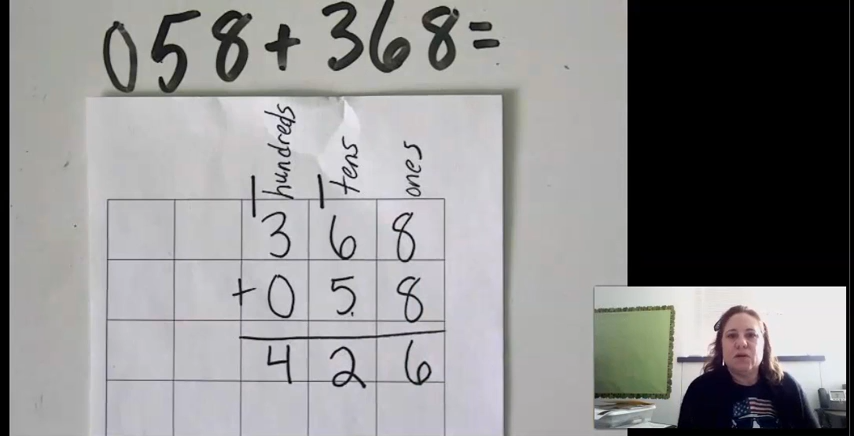 058+368=
hundreds tens ones
1 1
3 6 8
+ 0 5 8
4 2 6